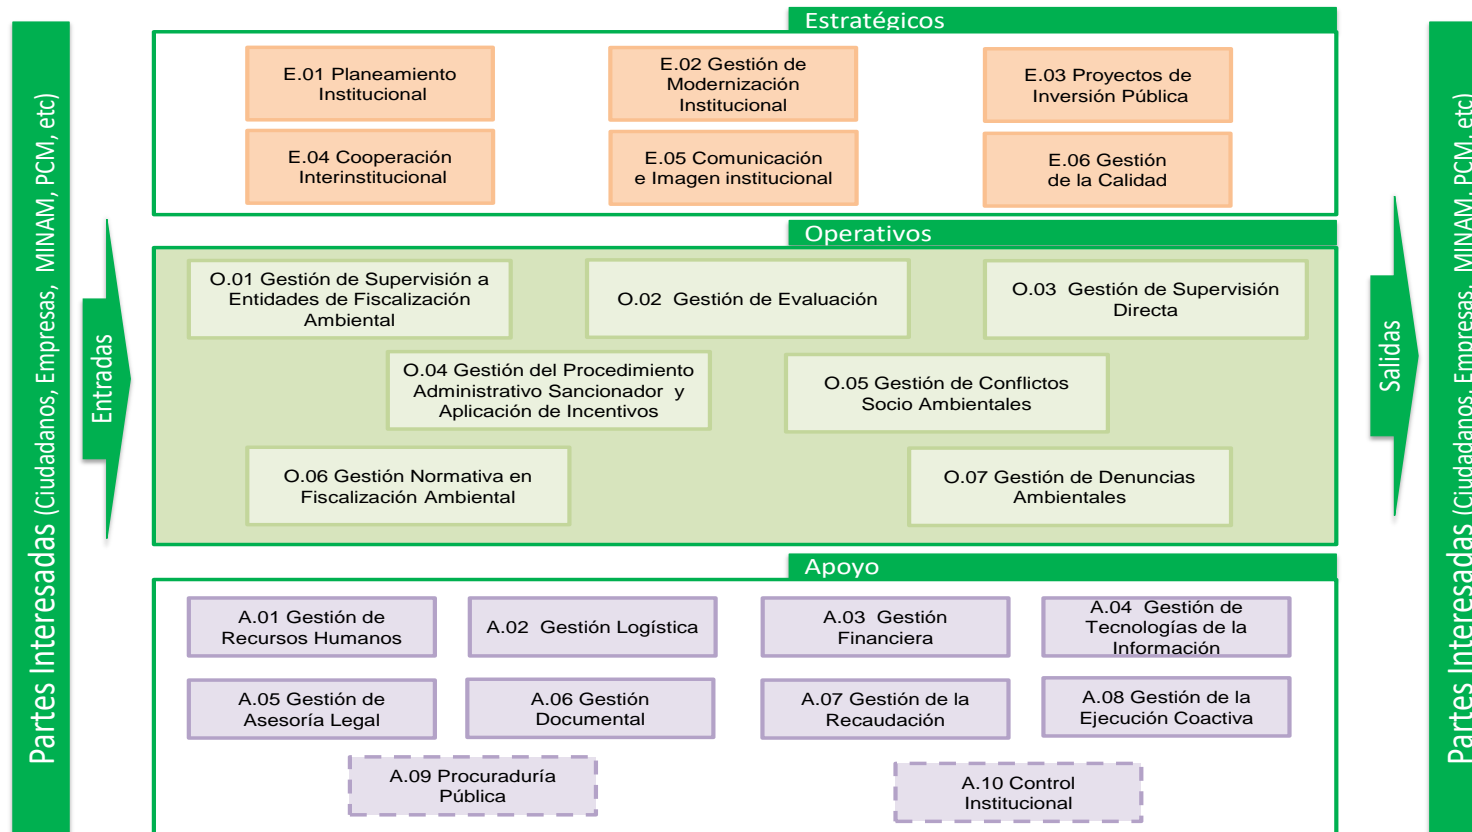 Partes Interesadas (Ciudadanos, Empresas, MINAM, PCM, etc)
Entradas
Estratégicos
E.01 Planeamiento
Institucional
E.02 Gestión de
Modernización
Institucional
E.03 Proyectos de
Inversión Pública
E.04 Cooperación
Interinstitucional
E.05 Comunicación
e Imagen institucional
E.06 Gestión
de la Calidad
Operativos
O.01 Gestión de Supervisión a
Entidades de Fiscalización
Ambiental
O.02 Gestión de Evaluación
O.03 Gestión de Supervisión
Directa
O.04 Gestión del Procedimiento
Administrativo Sancionador y
Aplicación de Incentivos
O.05 Gestión de Conflictos
Socio Ambientales
O.06 Gestión Normativa en
Fiscalización Ambiental
O.07 Gestión de Denuncias
Ambientales
Apoyo
A.01 Gestión de
Recursos Humanos
A.02 Gestión Logística
A.03 Gestión
Financiera
A.04 Gestión de
Tecnologías de la
Información
A.05 Gestión de
Asesoría Legal
A.06 Gestión
Documental
A.07 Gestión de la
Recaudación
A.08 Gestión de la
Ejecución Coactiva
A.09 Procuraduría
Pública
A.10 Control
Institucional
Salidas
Partes Interesadas (Ciudadanos, Empresas, MINAM, PCM, etc)